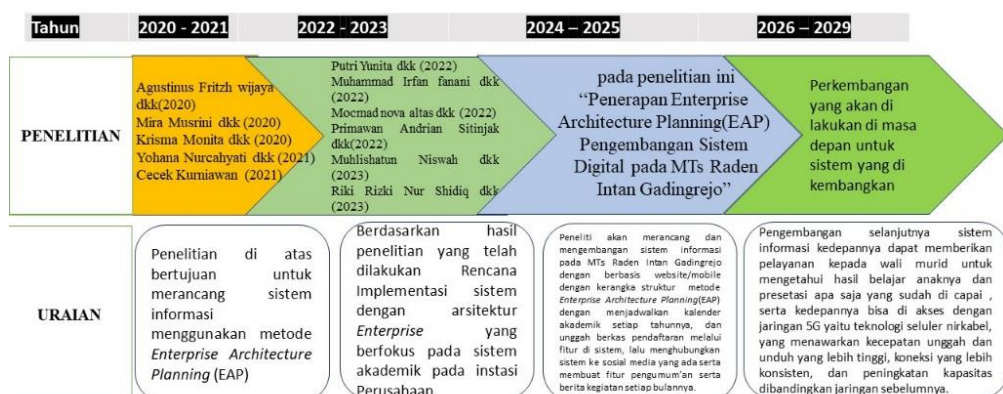 Tahun 2020 - 2021 2022 - 2023 2024 – 2025 2026 – 2029
PENELITIAN
Agustinus Fritzh wijaya
dkk(2020)
Mira Musrini dkk (2020)
Krisma Monita dkk (2020)
Yohana Nurcahyati dkk (2021)
Cecek Kurniawan (2021)
Putri Yunita dkk (2022)
Muhammad Irfan fanani dkk
(2022)
Mocmad nova altas dkk (2022)
Primawan Andrian Sitinjak
dkk(2022)
Muhlishatun Niswah dkk
(2023)
Riki Rizki Nur Shidiq dkk
(2023)
pada penelitian ini
“Penerapan Enterprise
Architecture Planning(EAP)
Pengembangan Sistem
Digital pada MTs Raden
Intan Gadingrejo”
Perkembangan
yang akan di
lakukan di masa
depan untuk
sistem yang di
kembangkan
URAIAN
Penelitian di atas
bertujuan untuk
merancang sistem
informasi
menggunakan metode
Enterprise Architecture
Planning (EAP)
Berdasarkan hasil
penelitian yang telah
dilakukan Rencana
Implementasi sistem
dengan arsitektur
Enterprise yang
berfokus pada sistem
akademik pada instasi
Perusahaan
Peneliti akan merancang dan
mengembangan sistem informasi
pada MTs Raden Intan Gadingrejo
dengan berbasis website/mobile
dengan kerangka struktur metode
Enterprise Architecture Planning(EAP)
dengan menjadwalkan kalender
akademik setiap tahunnya, dan
unggah berkas pendaftaran melalui
fitur di sistem, lalu menghubungkan
sistem ke sosial media yang ada serta
membuat fitur pengumum’an serta
berita kegiatan setiap bulannya.
Pengembangan selanjutnya sistem
informasi kedepannya dapat memberikan
pelayanan kepada wali murid untuk
mengetahui hasil belajar anaknya dan
presetasi apa saja yang sudah di capai ,
serta kedepannya bisa di akses dengan
jaringan 5G yaitu teknologi seluler nirkabel,
yang menawarkan kecepatan unggah dan
unduh yang lebih tinggi, koneksi yang lebih
konsisten, dan peningkatan kapasitas
dibandingkan jaringan sebelumnya.